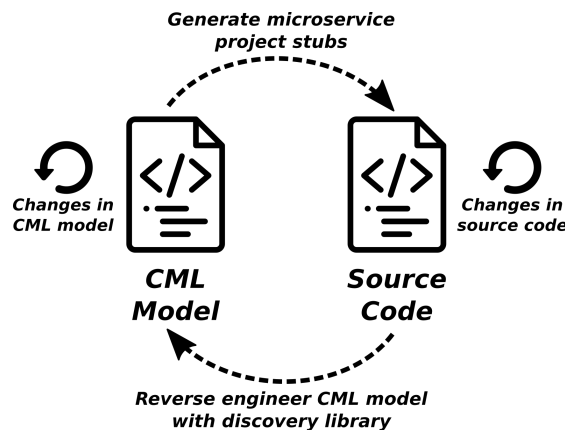 Generate microservice
project stubs
Changes in
CML model
Changes in
source code
CML
Model
Source
Code
Reverse engineer CML model
with discovery library